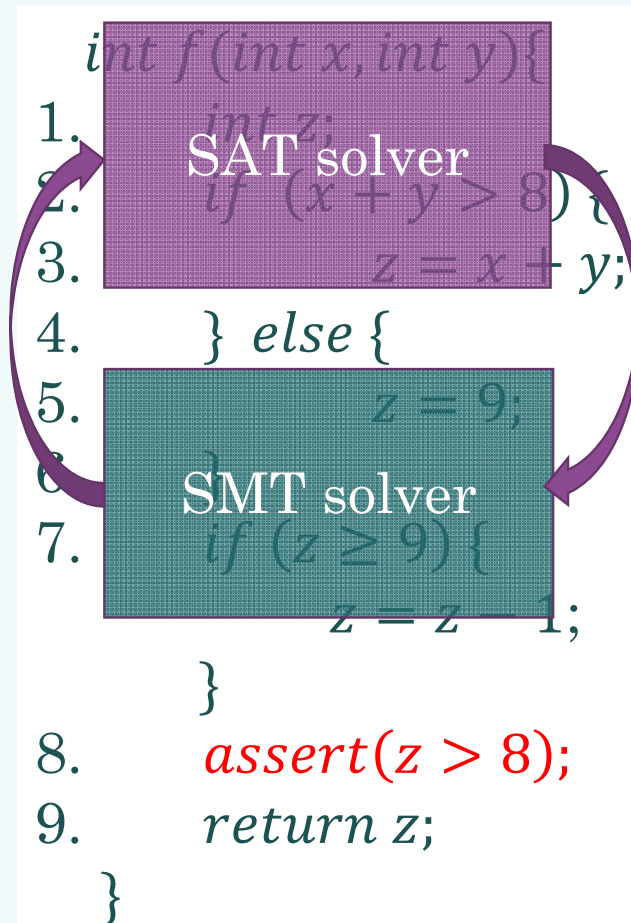 int f(int x, int y){
1. int z;
SAT solver
2. if (x + y > 8) {
3. z = x + y;
4. } else {
5. z = 9;
6. }
SMT solver
7. if (z ≥ 9) {
z = z − 1;
}
8. assert(z > 8);
9. return z;
}